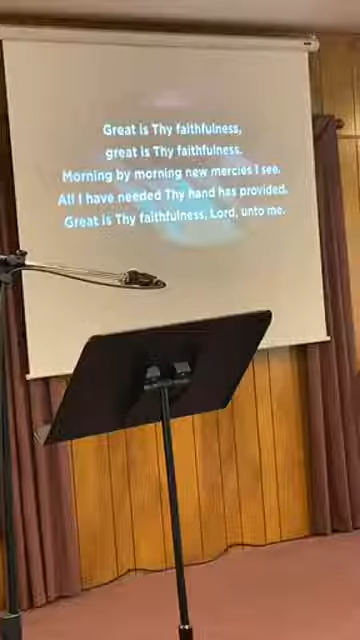 Great is Thy faithfulness,
great is Thy faithfulness.
Morning by morning new mercies I see.
All I have needed Thy hand has provided.
Great is Thy faithfulness, Lord, unto me.